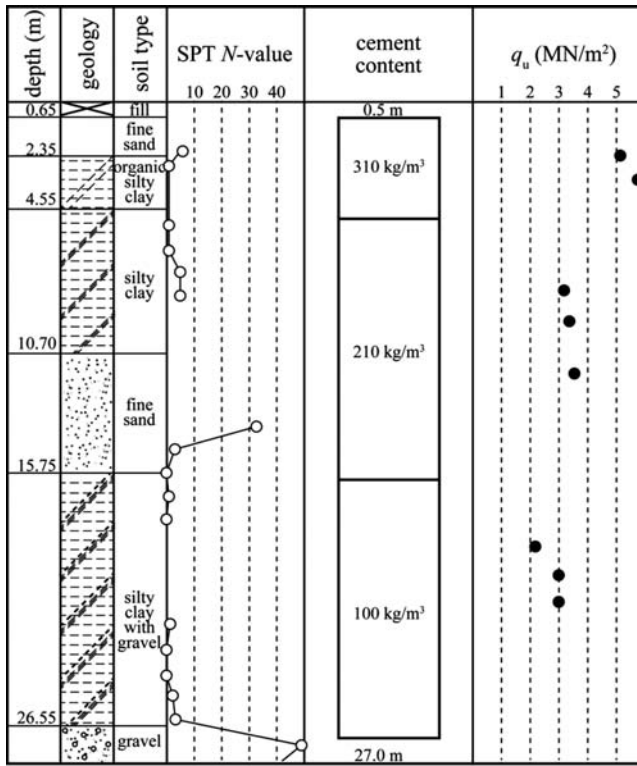 depth (m)
geology
soil type
SPT N-value
10 20 30 40
cement
content
qu (MN/m²)
1 2 3 4 5
0.65
fill
0.5 m
fine
sand
2.35
organic
silty
clay
4.55
310 kg/m³
silty
clay
10.70
210 kg/m³
fine
sand
15.75
silty
clay
with
gravel
100 kg/m³
26.55
gravel
27.0 m